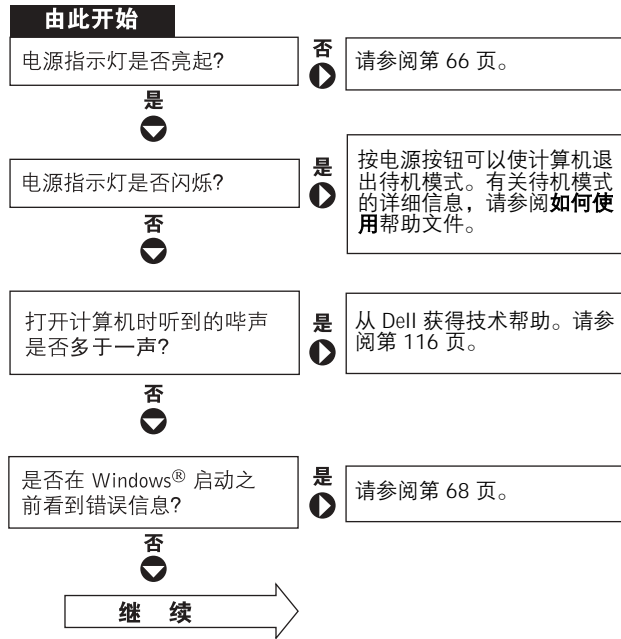 由此开始
电源指示灯是否亮起?
否
请参阅第 66 页。
是
电源指示灯是否闪烁?
是
按电源按钮可以使计算机退
出待机模式。有关待机模式
的详细信息，请参阅如何使
用帮助文件。
否
打开计算机时听到的哔声
是否多于一声?
是
从 Dell 获得技术帮助。请参
阅第 116 页。
否
是否在 Windows® 启动之
前看到错误信息?
是
请参阅第 68 页。
否
继 续